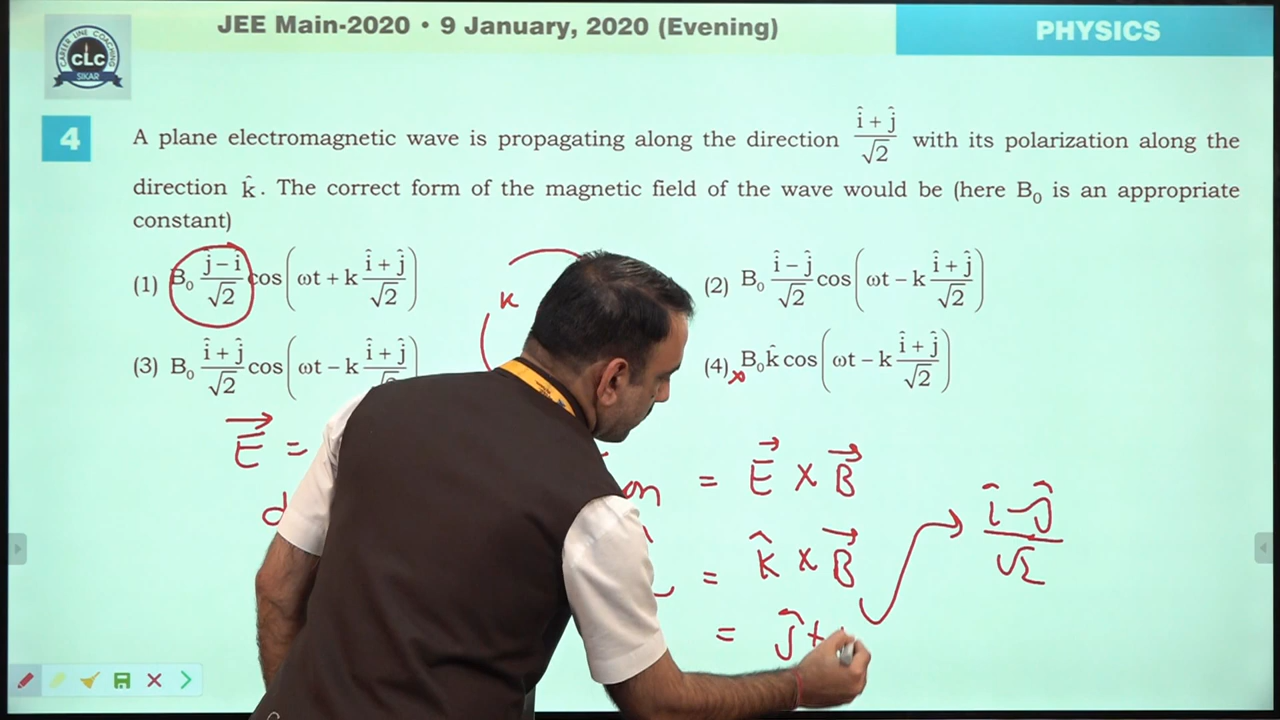 JEE Main-2020 • 9 January, 2020 (Evening)
PHYSICS
CAREER LINE COACHING
CLC
SIKAR
4
A plane electromagnetic wave is propagating along the direction (î + ĵ)/√2 with its polarization along the
direction k̂. The correct form of the magnetic field of the wave would be (here B₀ is an appropriate
constant)
(1) B₀ (ĵ − î)/√2 cos(ωt + k (î + ĵ)/√2)
(2) B₀ (î − ĵ)/√2 cos(ωt − k (î + ĵ)/√2)
(3) B₀ (î + ĵ)/√2 cos(ωt − k (î + ĵ)/√2)
(4) B₀ k̂ cos(ωt − k (î + ĵ)/√2)
K
E⃗ =
on = E⃗ × B⃗
= k̂ × B⃗
(î − ĵ)/√2
= ĵ +